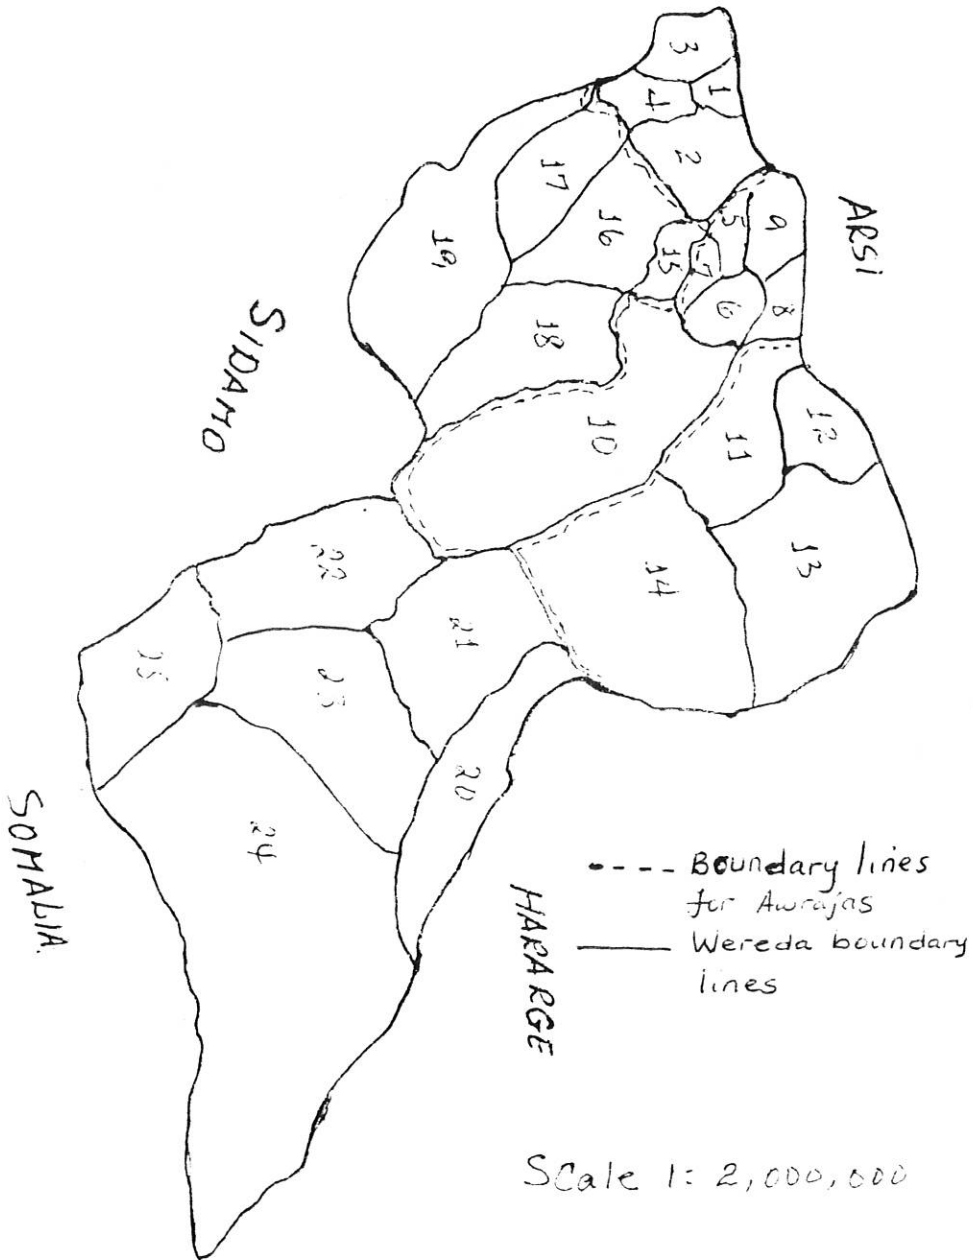 3
1
4
2
17
16
5
9
7
15
6
8
19
18
10
11
12
14
13
22
21
25
23
20
24
ARSI
SIDAMO
HARARGE
SOMALIA.
Boundary lines
for Awrajas
Wereda boundary
lines
Scale 1: 2,000,000